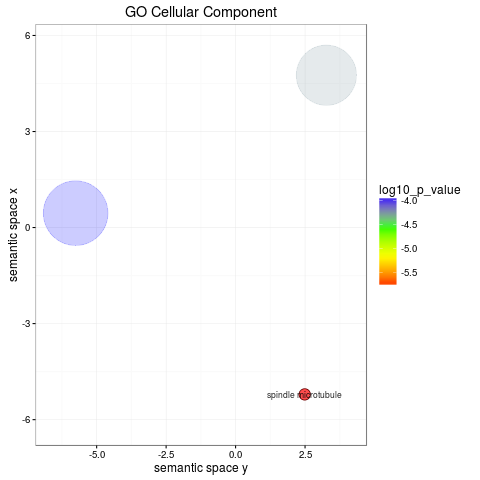 GO Cellular Component
6
3
0
-3
-6
semantic space x
spindle microtubule
-5.0
-2.5
0.0
2.5
semantic space y
log10_p_value
-4.0
-4.5
-5.0
-5.5